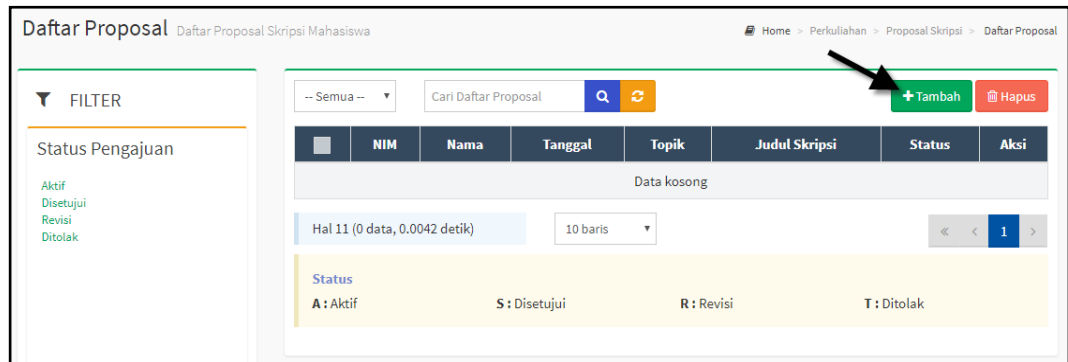 Daftar Proposal Daftar Proposal Skripsi Mahasiswa
Home > Perkuliahan > Proposal Skripsi > Daftar Proposal
FILTER
Status Pengajuan
Aktif
Disetujui
Revisi
Ditolak
-- Semua -- Cari Daftar Proposal + Tambah Hapus
NIM Nama Tanggal Topik Judul Skripsi Status Aksi
Data kosong
Hal 11 (0 data, 0.0042 detik) 10 baris « < 1 >
Status
A : Aktif S : Disetujui R : Revisi T : Ditolak